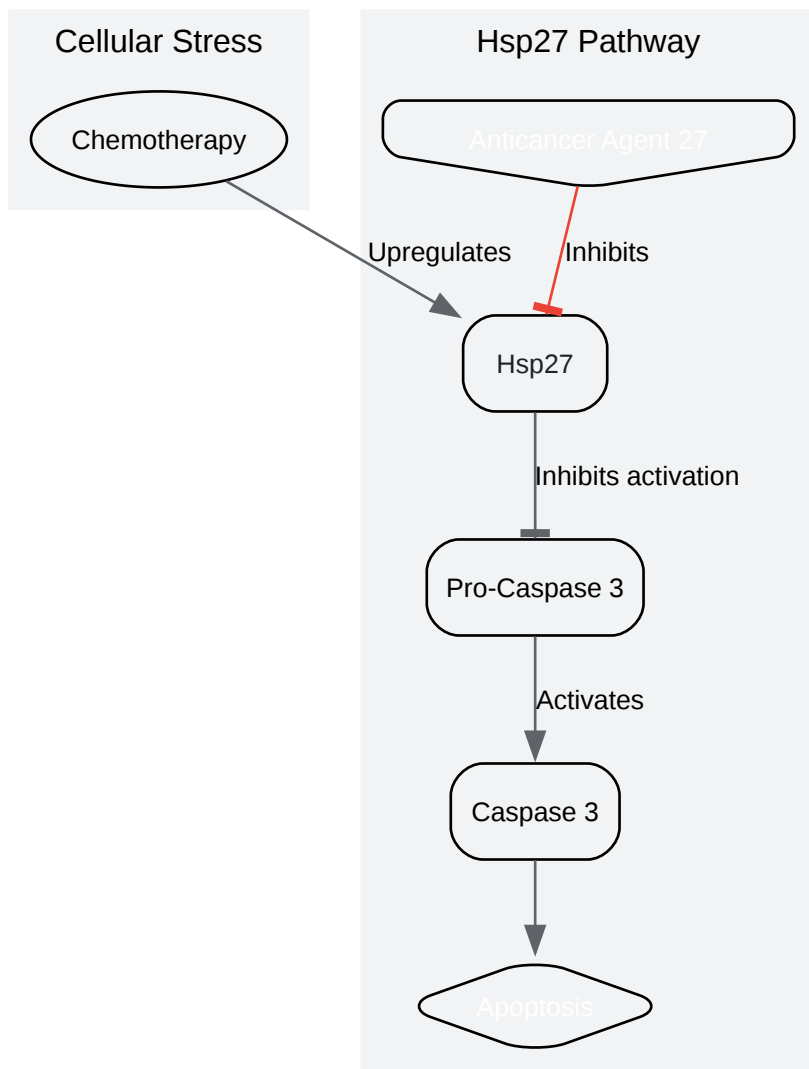 Cellular Stress
Hsp27 Pathway
Chemotherapy
Anticancer Agent 27
Upregulates
Inhibits
Hsp27
Inhibits activation
Pro-Caspase 3
Activates
Caspase 3
Apoptosis